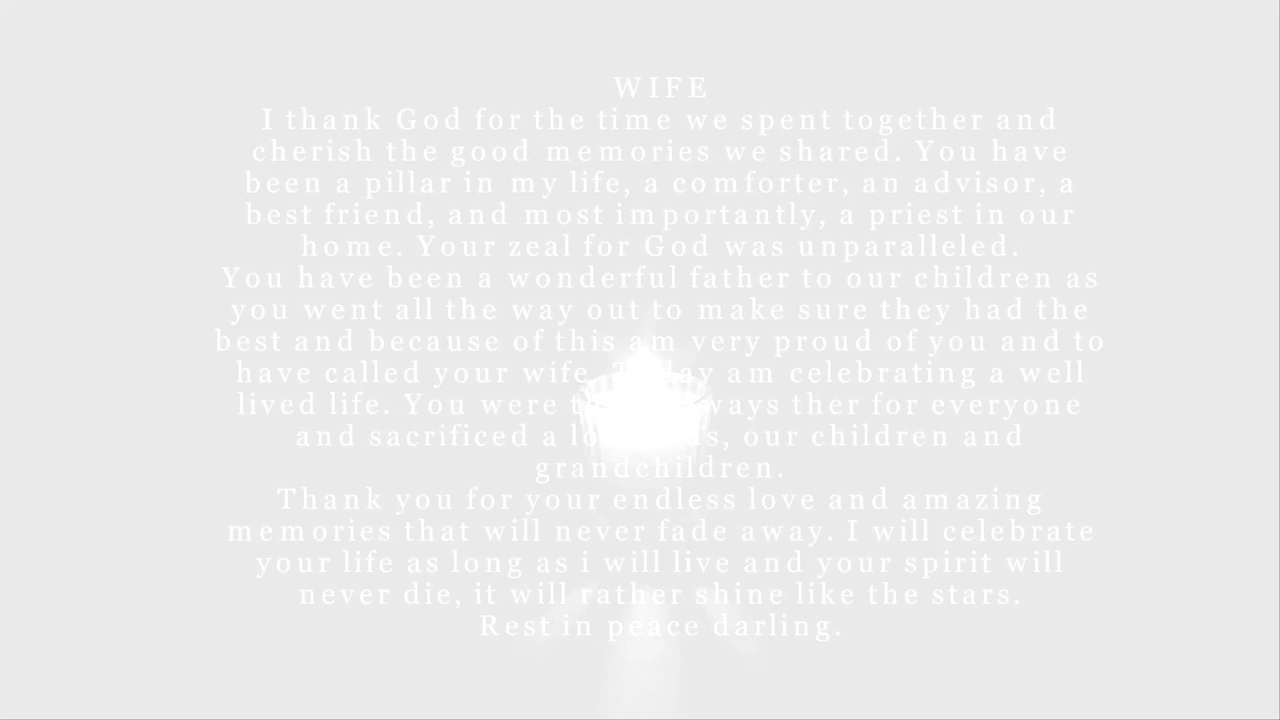 WIFE
I thank God for the time we spent together and
cherish the good memories we shared. You have
been a pillar in my life, a comforter, an advisor, a
best friend, and most importantly, a priest in our
home. Your zeal for God was unparalleled.
You have been a wonderful father to our children as
you went all the way out to make sure they had the
best and because of this am very proud of you and to
have called your wife. Today am celebrating a well
lived life. You were ther for everyone
and sacrificed a our children and
grandchildren.
Thank you for your endless love and amazing
memories that will never fade away. I will celebrate
your life as long as i will live and your spirit will
never die, it will rather shine like the stars.
Rest in peace darling.